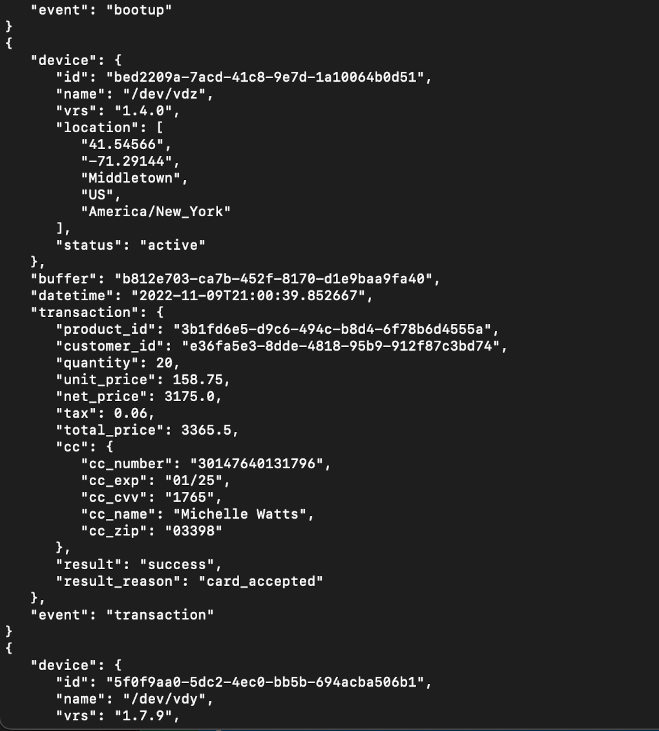 "event": "bootup"
}
{
"device": {
"id": "bed2209a-7acd-41c8-9e7d-1a10064b0d51",
"name": "/dev/vdz",
"vrs": "1.4.0",
"location": [
"41.54566",
"-71.29144",
"Middletown",
"US",
"America/New_York"
],
"status": "active"
},
"buffer": "b812e703-ca7b-452f-8170-d1e9baa9fa40",
"datetime": "2022-11-09T21:00:39.852667",
"transaction": {
"product_id": "3b1fd6e5-d9c6-494c-b8d4-6f78b6d4555a",
"customer_id": "e36fa5e3-8dde-4818-95b9-912f87c3bd74",
"quantity": 20,
"unit_price": 158.75,
"net_price": 3175.0,
"tax": 0.06,
"total_price": 3365.5,
"cc": {
"cc_number": "30147640131796",
"cc_exp": "01/25",
"cc_cvv": "1765",
"cc_name": "Michelle Watts",
"cc_zip": "03398"
},
"result": "success",
"result_reason": "card_accepted"
},
"event": "transaction"
}
{
"device": {
"id": "5f0f9aa0-5dc2-4ec0-bb5b-694acba506b1",
"name": "/dev/vdy",
"vrs": "1.7.9",